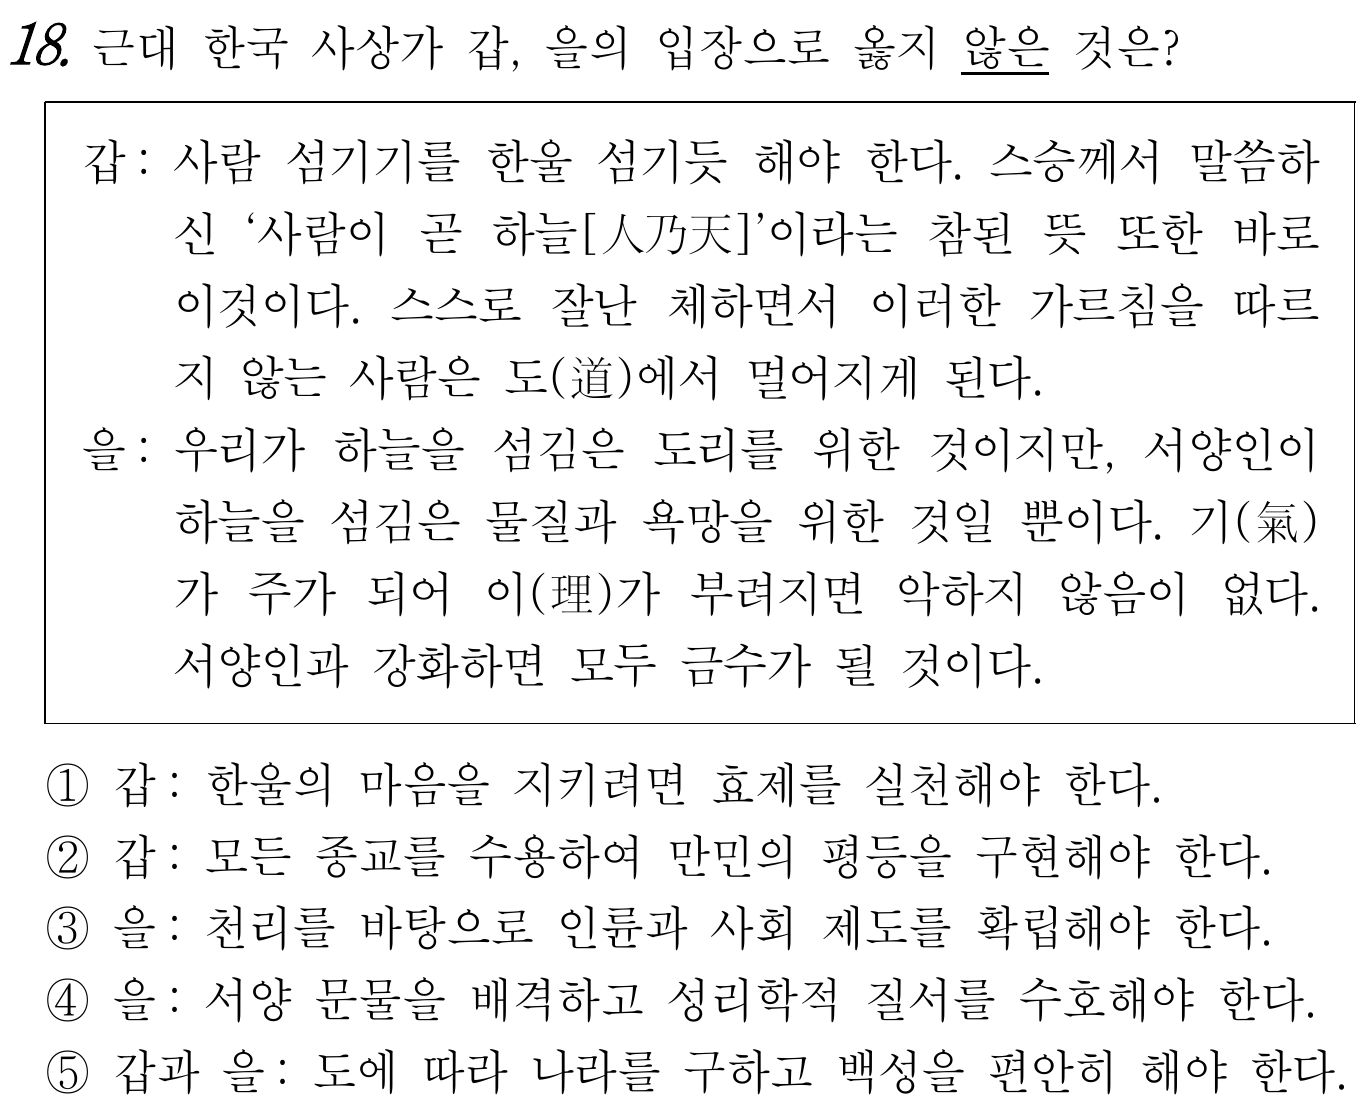 18. 근대 한국 사상가 갑, 을의 입장으로 옳지 않은 것은?
갑: 사람 섬기기를 한울 섬기듯 해야 한다. 스승께서 말씀하
신 ‘사람이 곧 하늘[人乃天]’이라는 참된 뜻 또한 바로
이것이다. 스스로 잘난 체하면서 이러한 가르침을 따르
지 않는 사람은 도(道)에서 멀어지게 된다.
을: 우리가 하늘을 섬김은 도리를 위한 것이지만, 서양인이
하늘을 섬김은 물질과 욕망을 위한 것일 뿐이다. 기(氣)
가 주가 되어 이(理)가 부려지면 악하지 않음이 없다.
서양인과 강화하면 모두 금수가 될 것이다.
① 갑: 한울의 마음을 지키려면 효제를 실천해야 한다.
② 갑: 모든 종교를 수용하여 만민의 평등을 구현해야 한다.
③ 을: 천리를 바탕으로 인륜과 사회 제도를 확립해야 한다.
④ 을: 서양 문물을 배격하고 성리학적 질서를 수호해야 한다.
⑤ 갑과 을: 도에 따라 나라를 구하고 백성을 편안히 해야 한다.